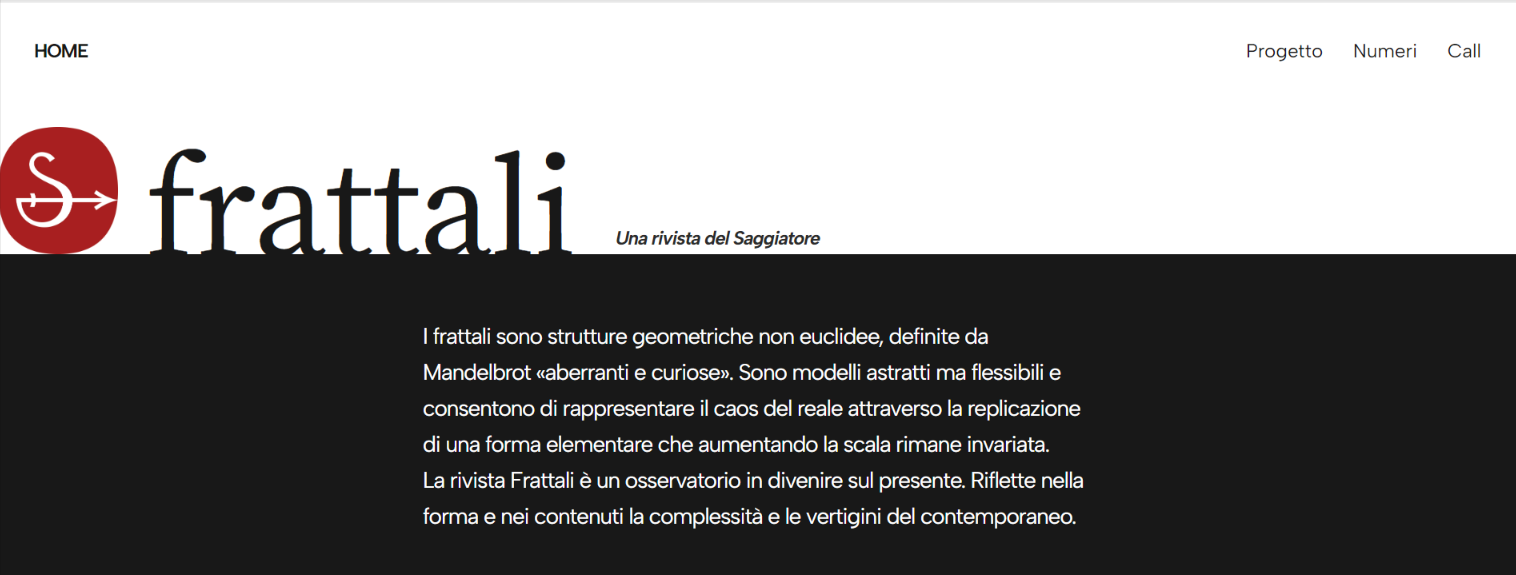 HOME
Progetto Numeri Call
frattali
Una rivista del Saggiatore
I frattali sono strutture geometriche non euclidee, definite da
Mandelbrot «aberranti e curiose». Sono modelli astratti ma flessibili e
consentono di rappresentare il caos del reale attraverso la replicazione
di una forma elementare che aumentando la scala rimane invariata.
La rivista Frattali è un osservatorio in divenire sul presente. Riflette nella
forma e nei contenuti la complessità e le vertigini del contemporaneo.